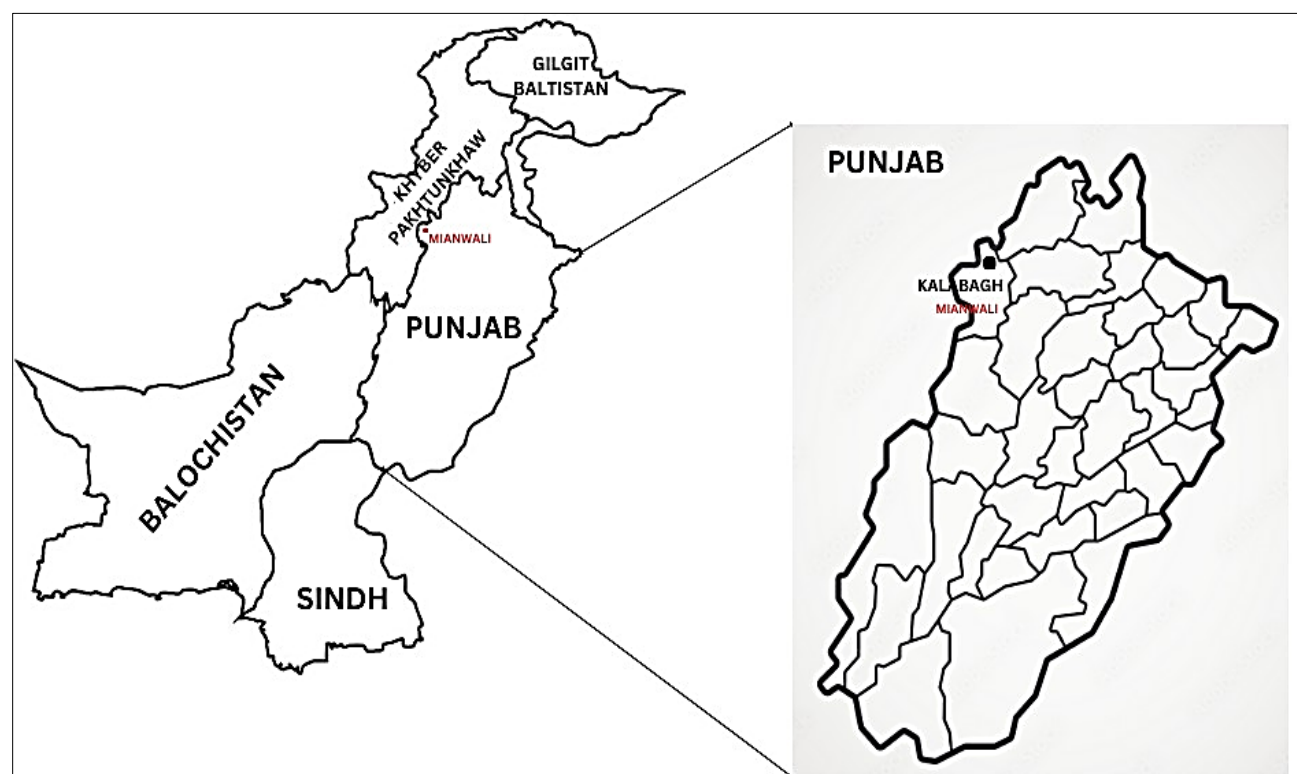 GILGIT
BALTISTAN
KHYBER
PAKHTUNKHAW
MIANWALI
PUNJAB
BALOCHISTAN
SINDH
PUNJAB
KALABAGH
MIANWALI